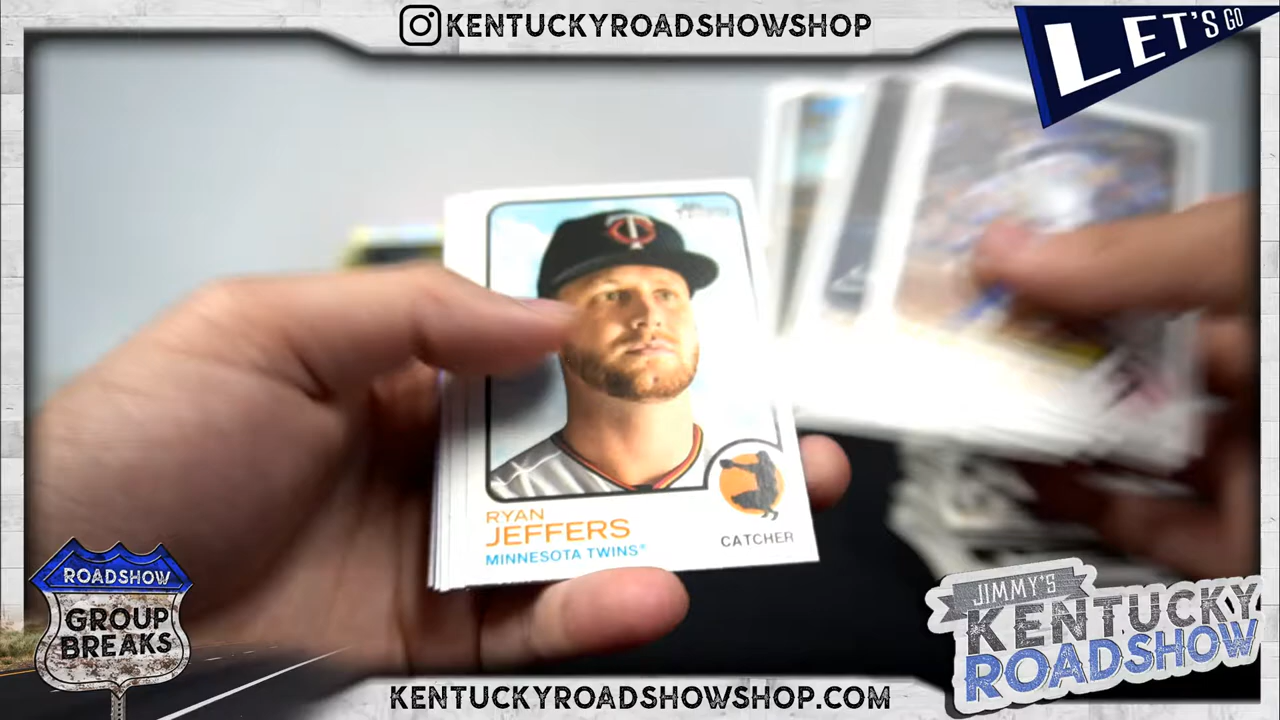 KENTUCKYROADSHOWSHOP
LET'S GO
RYAN
JEFFERS
MINNESOTA TWINS®
CATCHER
ROADSHOW
GROUP
BREAKS
JIMMY'S
KENTUCKY
ROADSHOW
KENTUCKYROADSHOWSHOP.COM